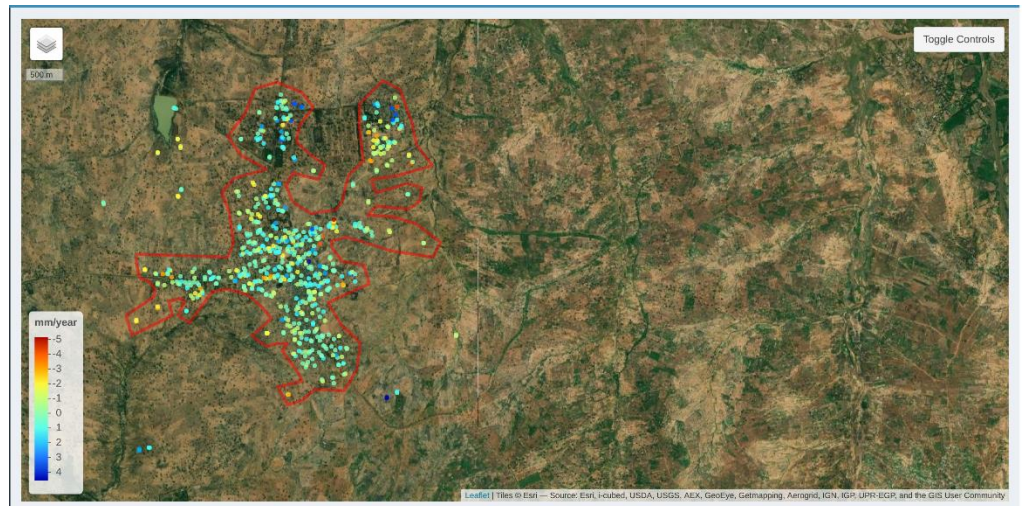 Toggle Controls
500 m
mm/year
-5
-4
-3
-2
-1
0
1
2
3
4
Leaflet | Tiles © Esri — Source: Esri, i-cubed, USDA, USGS, AEX, GeoEye, Getmapping, Aerogrid, IGN, IGP, UPR-EGP, and the GIS User Community